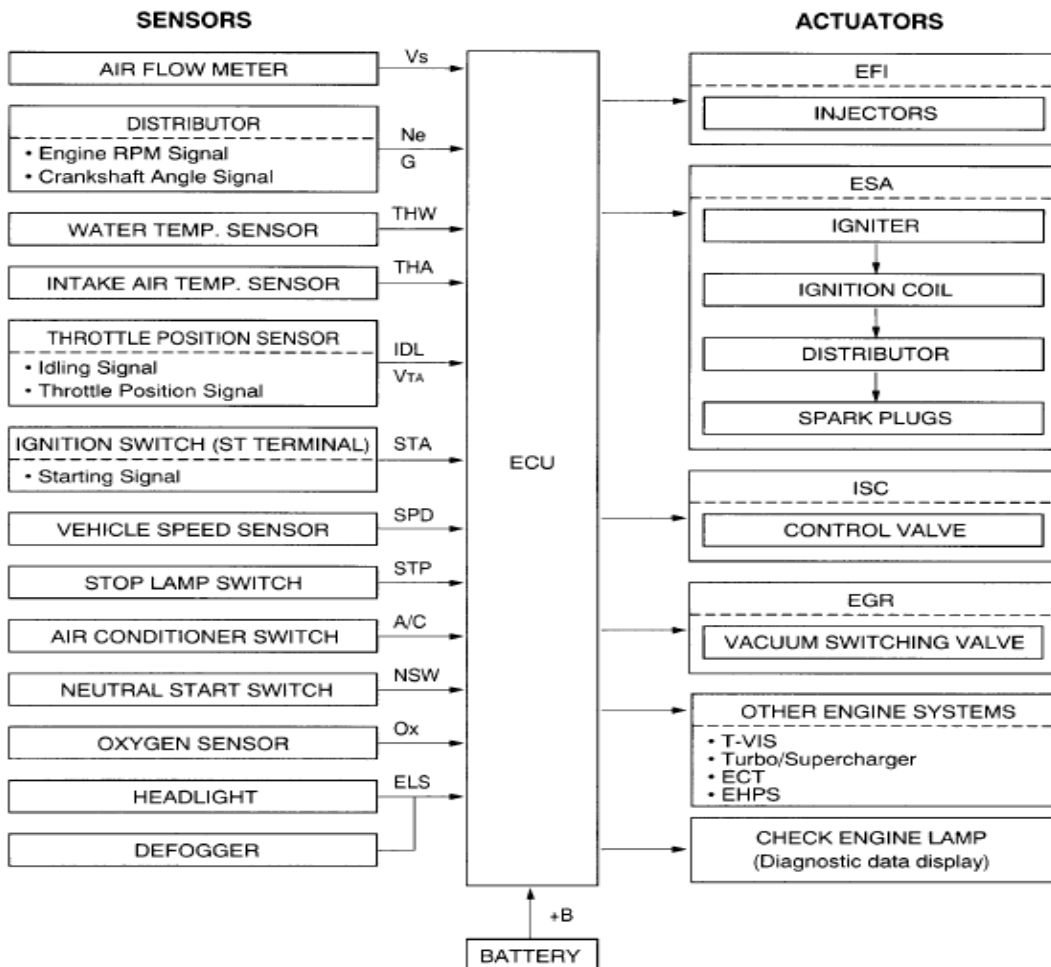 SENSORS
AIR FLOW METER
Vs
DISTRIBUTOR
• Engine RPM Signal
• Crankshaft Angle Signal
Ne
G
WATER TEMP. SENSOR
THW
INTAKE AIR TEMP. SENSOR
THA
THROTTLE POSITION SENSOR
• Idling Signal
• Throttle Position Signal
IDL
VTA
IGNITION SWITCH (ST TERMINAL)
• Starting Signal
STA
VEHICLE SPEED SENSOR
SPD
STOP LAMP SWITCH
STP
AIR CONDITIONER SWITCH
A/C
NEUTRAL START SWITCH
NSW
OXYGEN SENSOR
Ox
HEADLIGHT
ELS
DEFOGGER
ECU
+B
BATTERY
ACTUATORS
EFI
INJECTORS
ESA
IGNITER
IGNITION COIL
DISTRIBUTOR
SPARK PLUGS
ISC
CONTROL VALVE
EGR
VACUUM SWITCHING VALVE
OTHER ENGINE SYSTEMS
• T-VIS
• Turbo/Supercharger
• ECT
• EHPS
CHECK ENGINE LAMP
(Diagnostic data display)